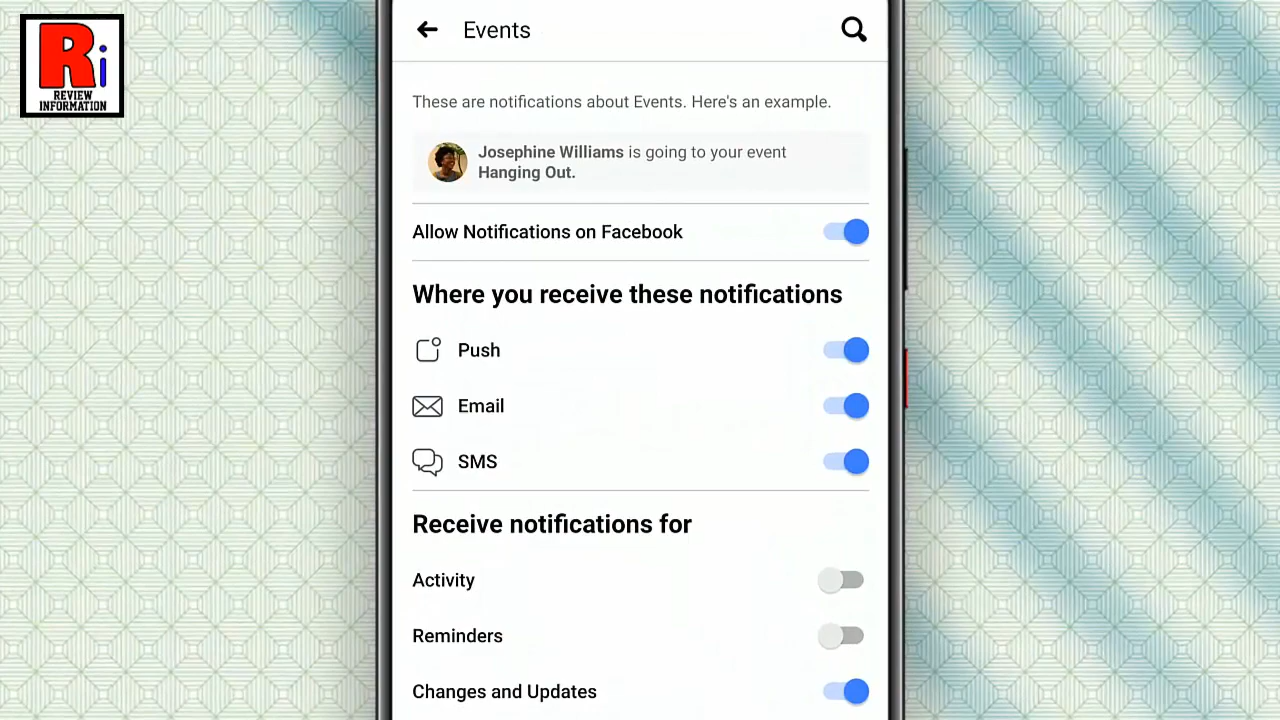 Ri
REVIEW
INFORMATION
Events
These are notifications about Events. Here's an example.
Josephine Williams is going to your event
Hanging Out.
Allow Notifications on Facebook
Where you receive these notifications
Push
Email
SMS
Receive notifications for
Activity
Reminders
Changes and Updates